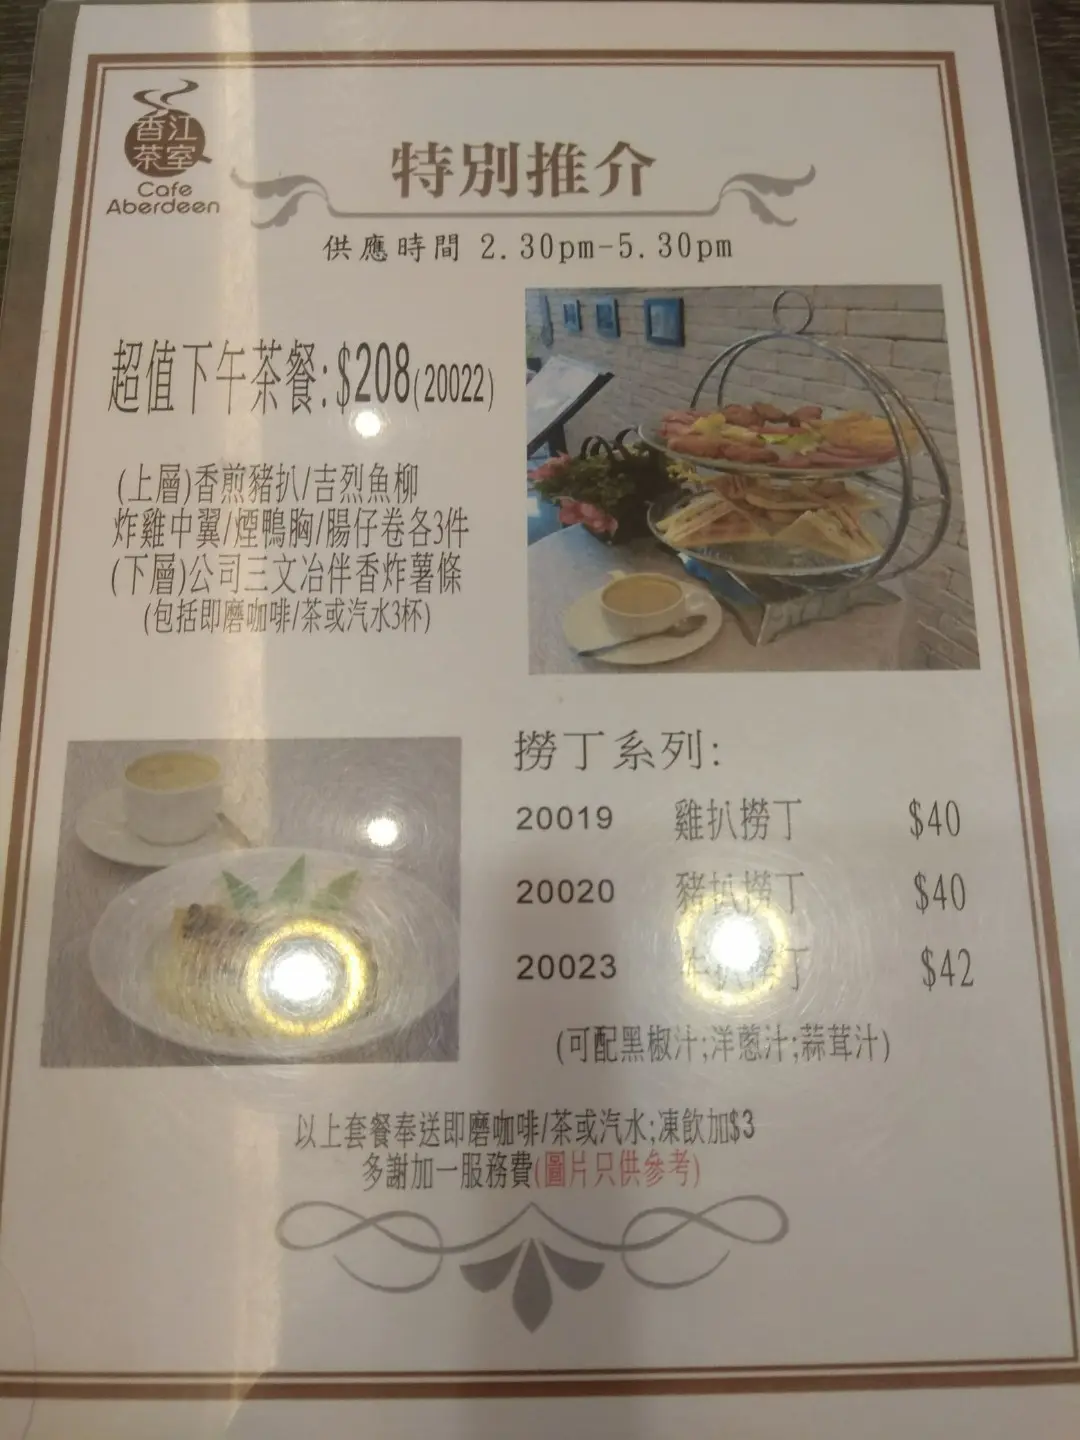 香江
茶室
Cafe
Aberdeen
特別推介
供應時間 2.30pm-5.30pm
超值下午茶餐:$208(20022)
(上層)香煎豬扒/吉烈魚柳
炸雞中翼/煙鴨胸/腸仔卷各3件
(下層)公司三文冶伴香炸薯條
(包括即磨咖啡/茶或汽水3杯)
撈丁系列:
20019 雞扒撈丁 $40
20020 豬扒撈丁 $40
20023 牛扒撈丁 $42
(可配黑椒汁;洋蔥汁;蒜茸汁)
以上套餐奉送即磨咖啡/茶或汽水;凍飲加$3
多謝加一服務費(圖片只供參考)